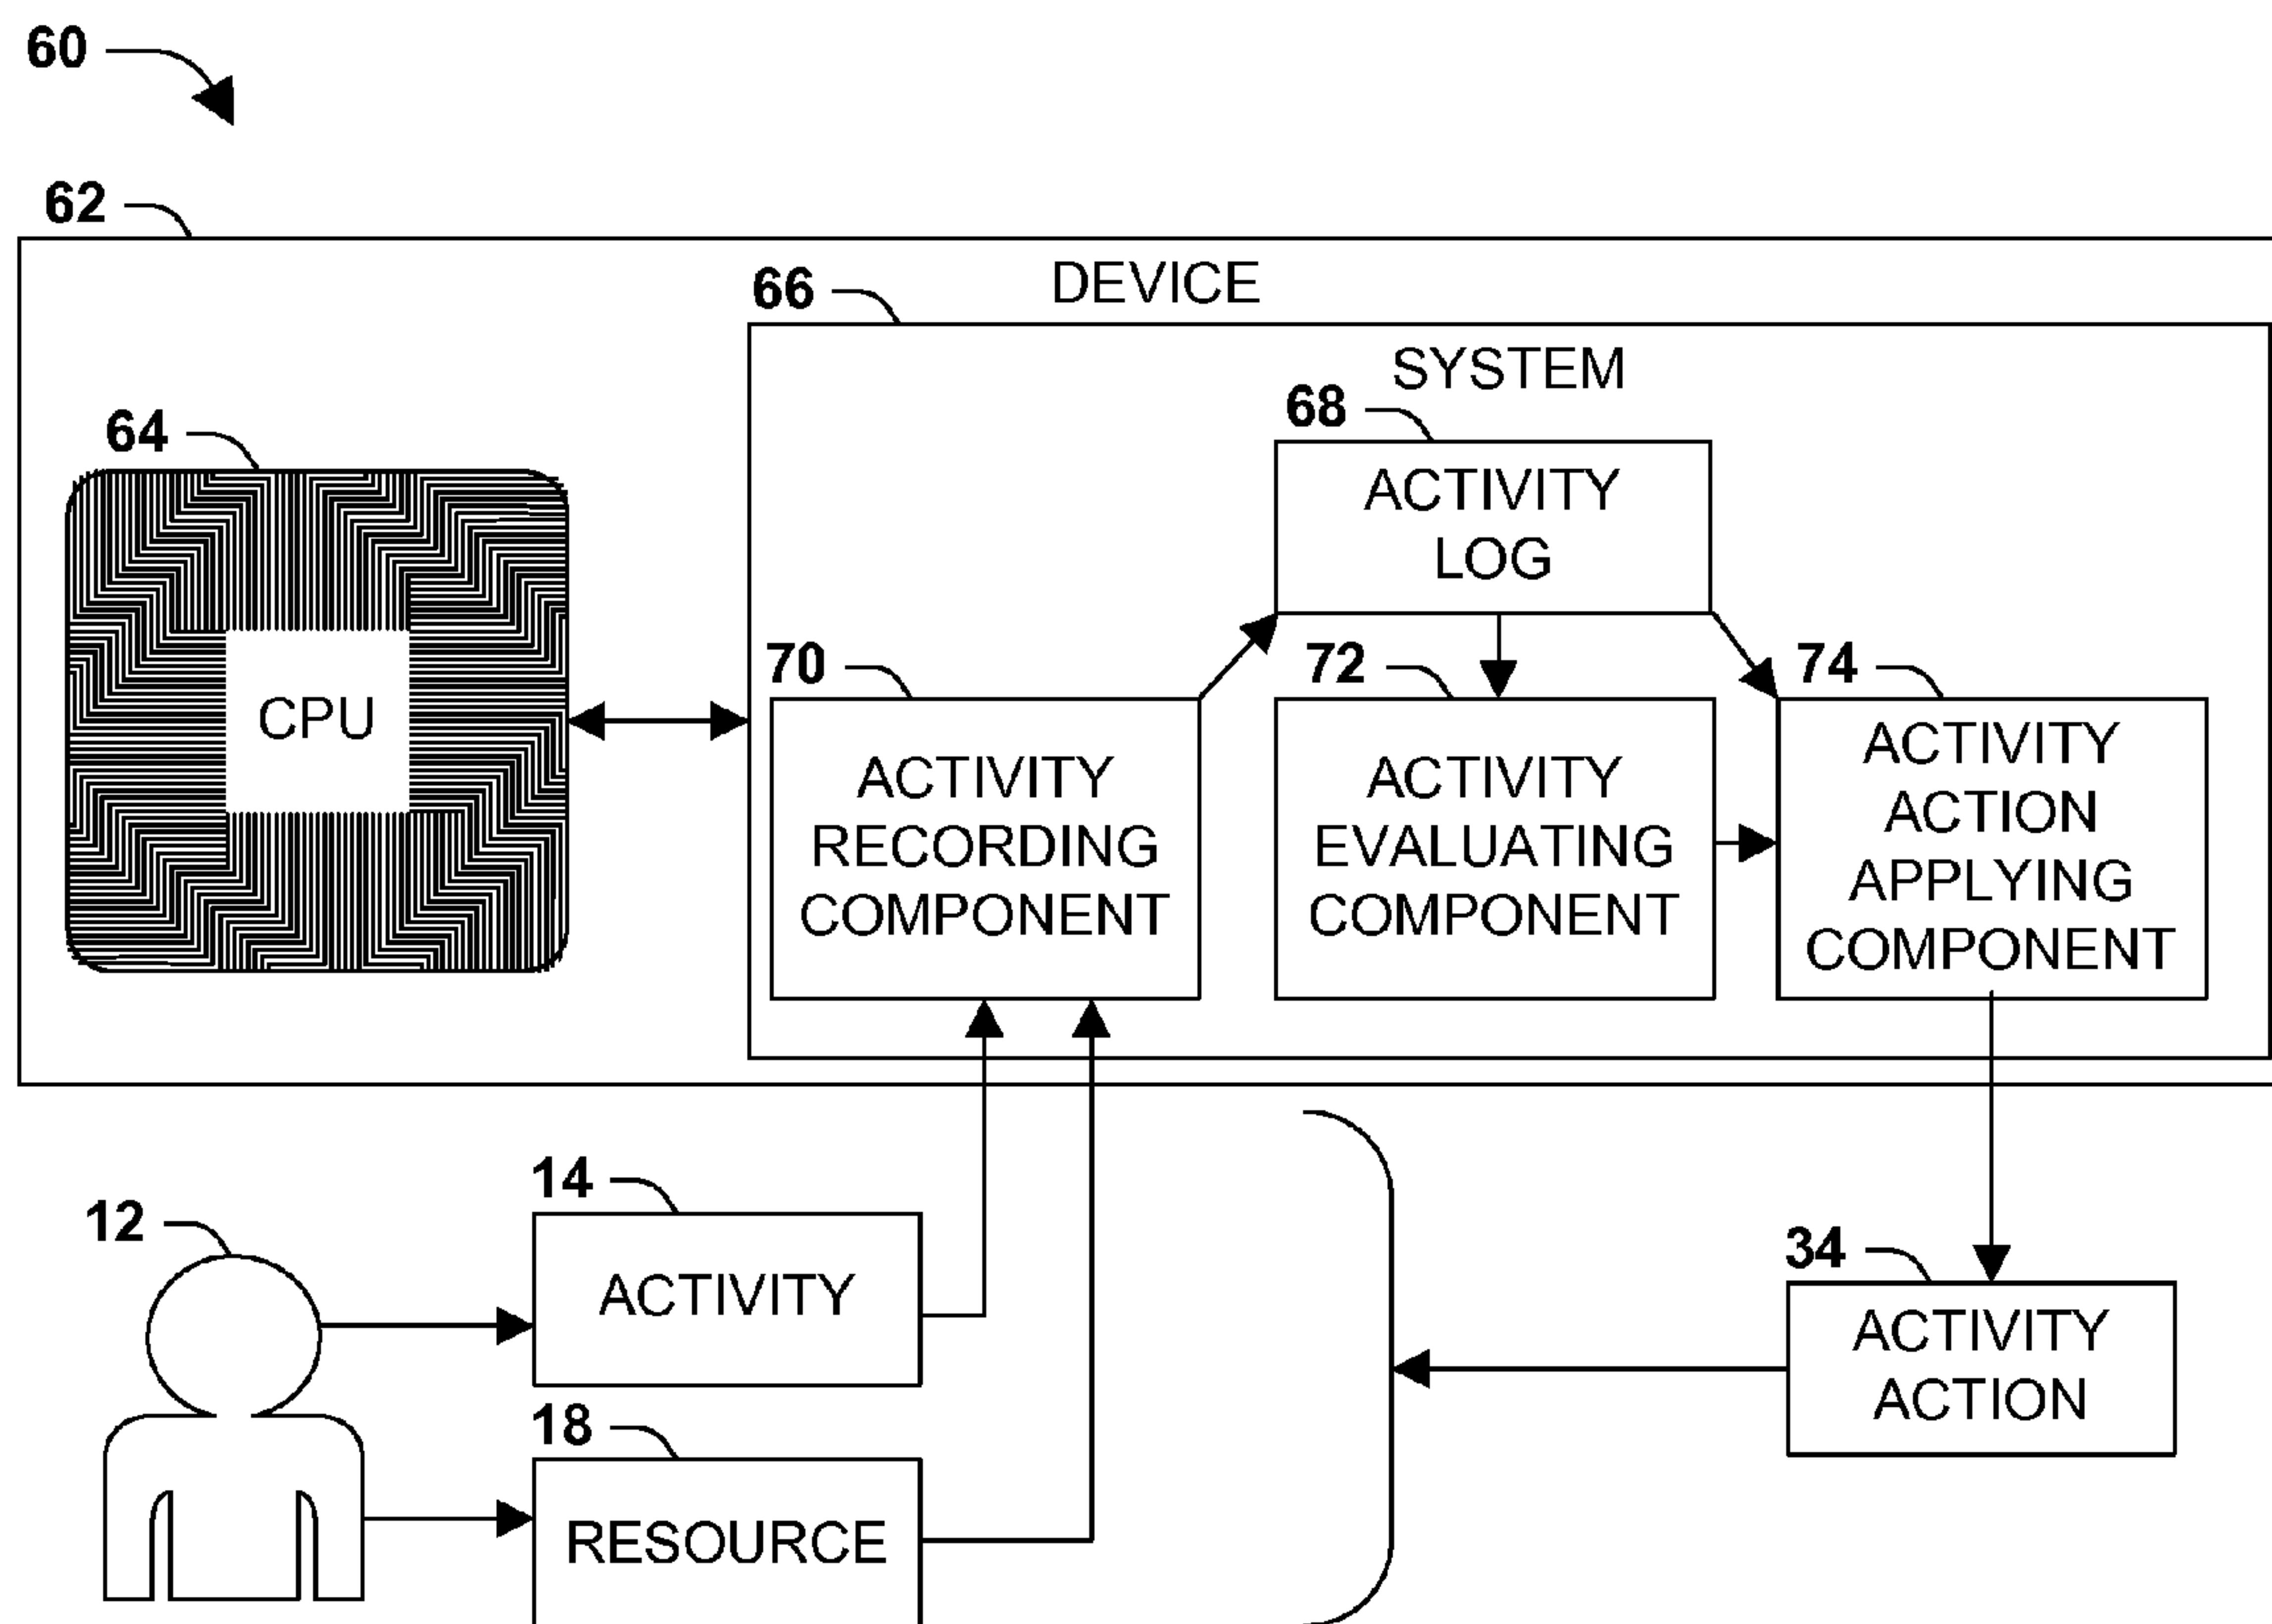 60
62
DEVICE
66
SYSTEM
68
64
ACTIVITY
LOG
70
72
74
CPU
ACTIVITY
RECORDING
COMPONENT
ACTIVITY
EVALUATING
COMPONENT
ACTIVITY
ACTION
APPLYING
COMPONENT
14
12
ACTIVITY
34
ACTIVITY
ACTION
18
RESOURCE